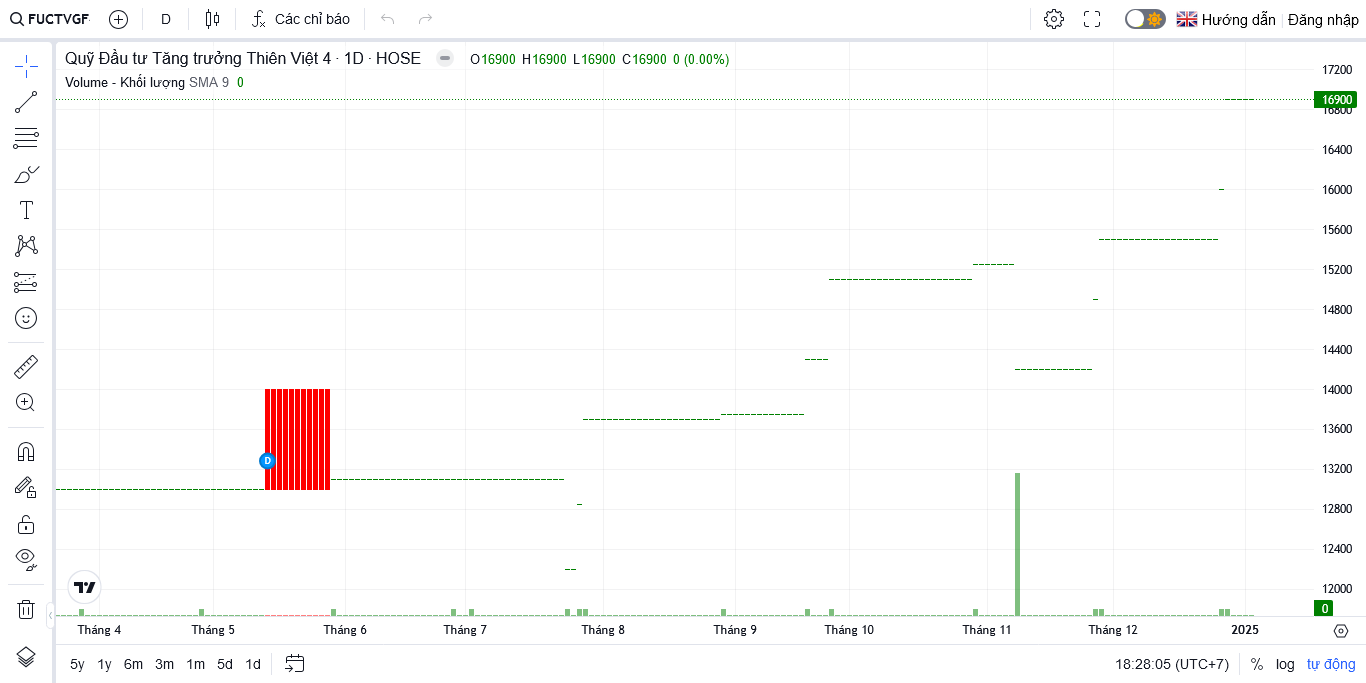 FUCTVGF D Các chỉ báo Hướng dẫn Đăng nhập
Quỹ Đầu tư Tăng trưởng Thiên Việt 4 · 1D · HOSE O16900 H16900 L16900 C16900 0 (0.00%)
Volume - Khối lượng SMA 9 0
17200
16900
16800
16400
16000
15600
15200
14800
14400
14000
13600
13200
12800
12400
12000
0
D
Tháng 4 Tháng 5 Tháng 6 Tháng 7 Tháng 8 Tháng 9 Tháng 10 Tháng 11 Tháng 12 2025
5y 1y 6m 3m 1m 5d 1d 18:28:05 (UTC+7) % log tự động